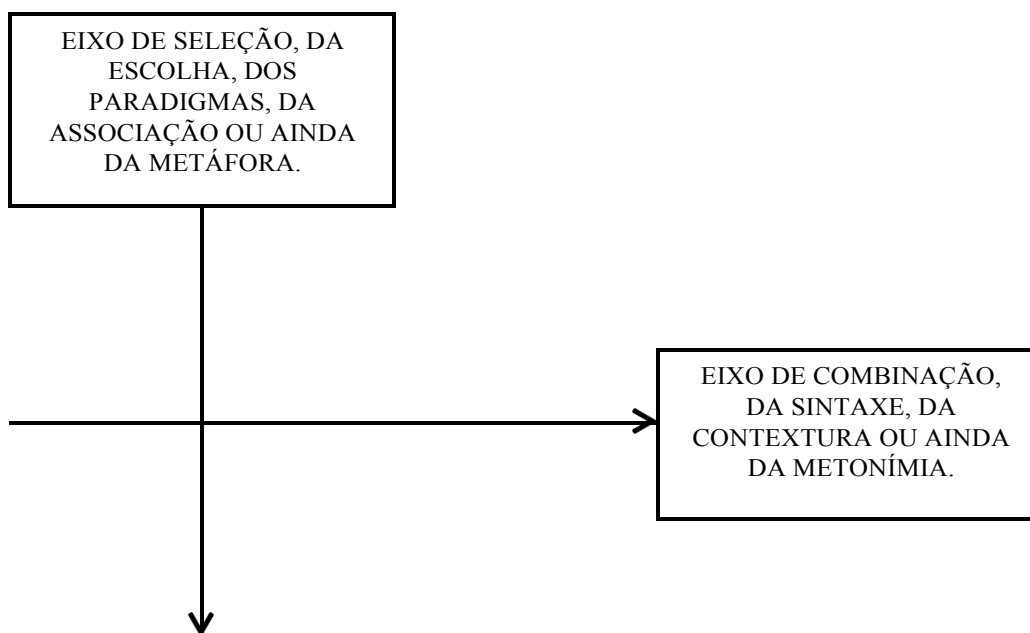 EIXO DE SELEÇÃO, DA
ESCOLHA, DOS
PARADIGMAS, DA
ASSOCIAÇÃO OU AINDA
DA METÁFORA.
EIXO DE COMBINAÇÃO,
DA SINTAXE, DA
CONTEXTURA OU AINDA
DA METONÍMIA.